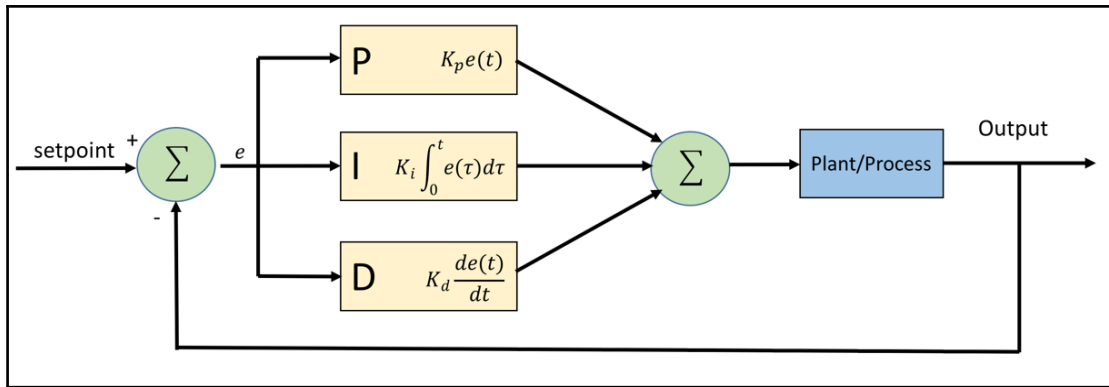 P K_p e(t)
setpoint
+
∑
-
e
I K_i ∫_0^t e(τ)dτ
D K_d de(t)/dt
∑
Plant/Process
Output